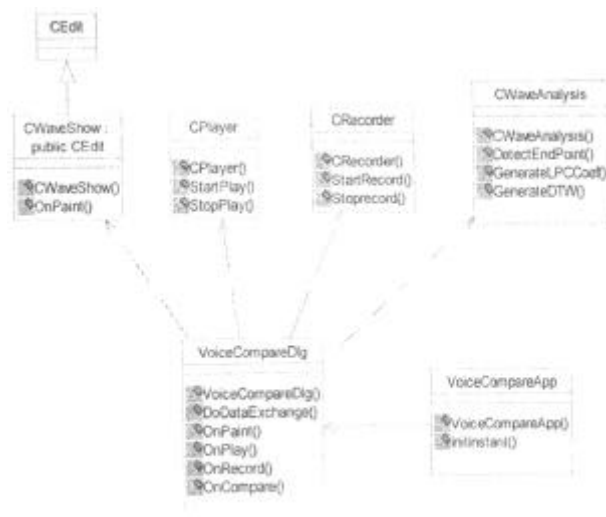 CEdit
CWaveShow :
public CEdit
CWaveShow()
OnPaint()
CPlayer
CPlayer()
StartPlay()
StopPlay()
CRecorder
CRecorder()
StartRecord()
Stoprecord()
CWaveAnalysis
CWaveAnalysis()
DetectEndPoint()
GenerateLPCCoeff()
GenerateDTW()
VoiceCompareDlg
VoiceCompareDlg()
DoDataExchange()
OnPaint()
OnPlay()
OnRecord()
OnCompare()
VoiceCompareApp
VoiceCompareApp()
InitInstant()